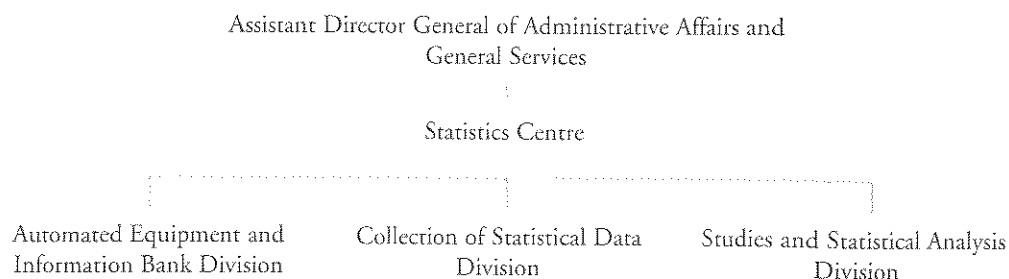 Assistant Director General of Administrative Affairs and
General Services
Statistics Centre
Automated Equipment and
Information Bank Division
Collection of Statistical Data
Division
Studies and Statistical Analysis
Division